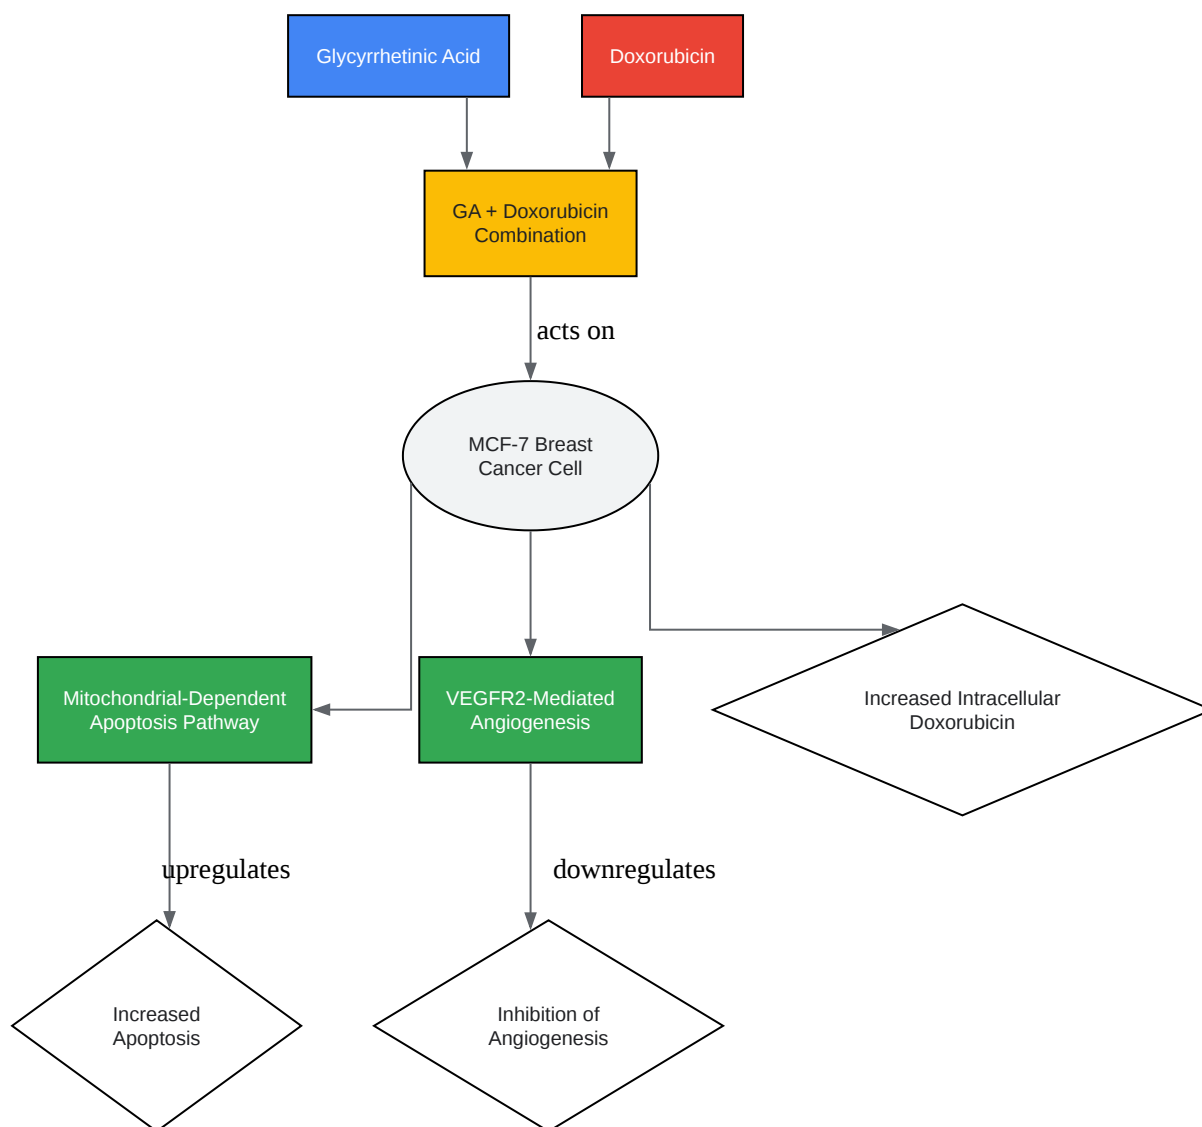 Glycyrrhetinic Acid
Doxorubicin
GA + Doxorubicin
Combination
acts on
MCF-7 Breast
Cancer Cell
Mitochondrial-Dependent
Apoptosis Pathway
VEGFR2-Mediated
Angiogenesis
Increased Intracellular
Doxorubicin
upregulates
downregulates
Increased
Apoptosis
Inhibition of
Angiogenesis